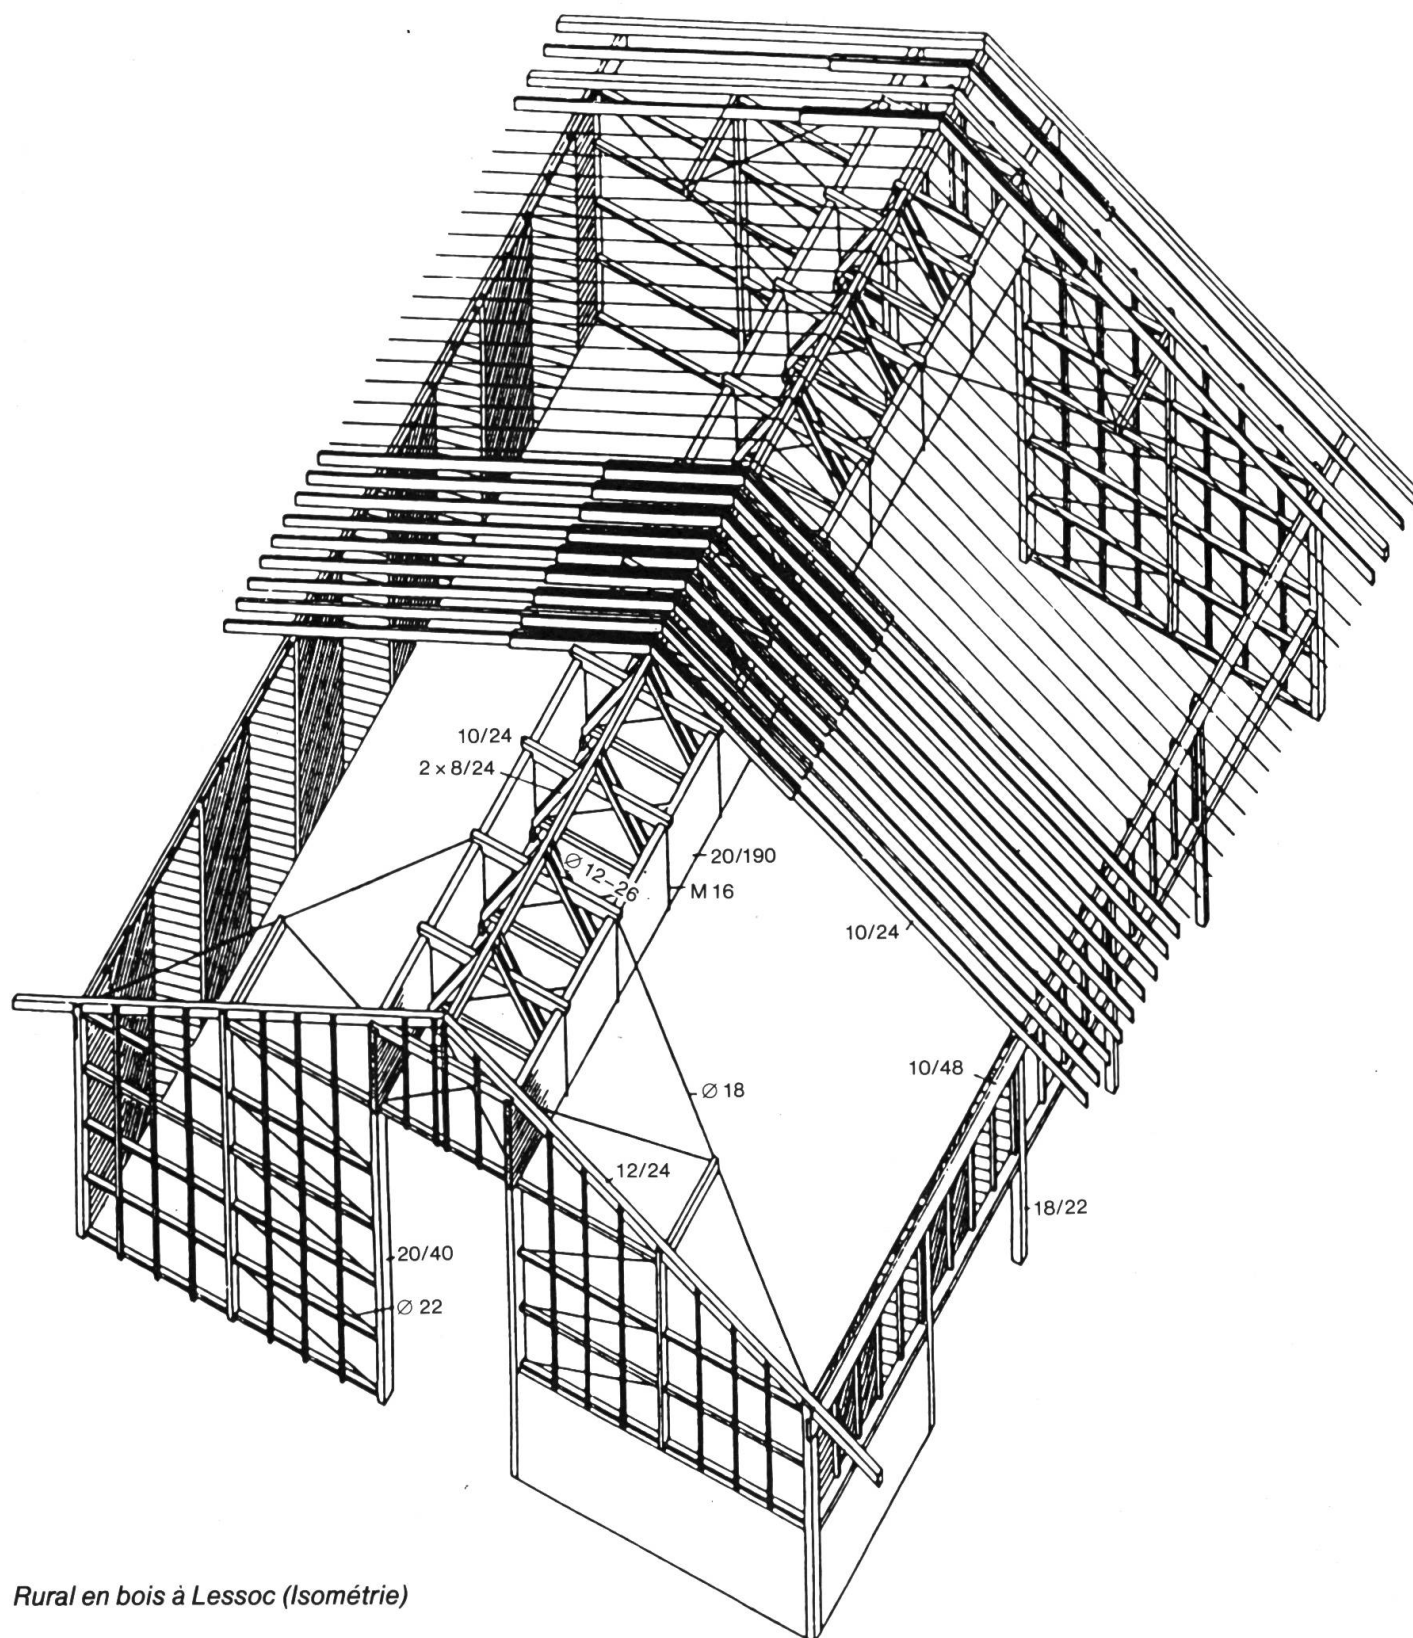 10/24
2 × 8/24
20/190
Ø 12–26
M 16
10/24
10/48
Ø 18
12/24
18/22
20/40
Ø 22
Rural en bois à Lessoc (Isométrie)